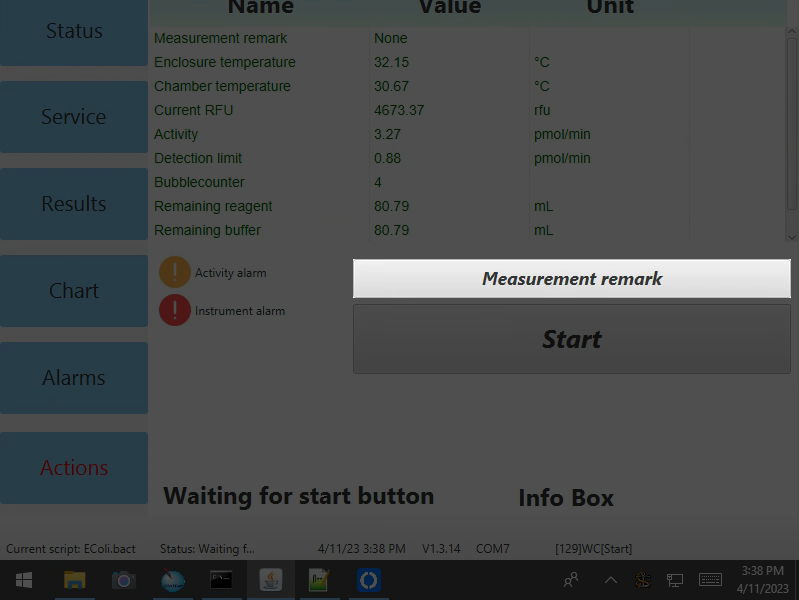 Name Value Unit
Status
Measurement remark None
Enclosure temperature 32.15 °C
Chamber temperature 30.67 °C
Service
Current RFU 4673.37 rfu
Activity 3.27 pmol/min
Detection limit 0.88 pmol/min
Bubblecounter 4
Results
Remaining reagent 80.79 mL
Remaining buffer 80.79 mL
Chart
Activity alarm
Measurement remark
Instrument alarm
Start
Alarms
Actions
Waiting for start button Info Box
Current script: EColi.bact Status: Waiting f... 4/11/23 3:38 PM V1.3.14 COM7 [129]WC[Start]
3:38 PM
4/11/2023